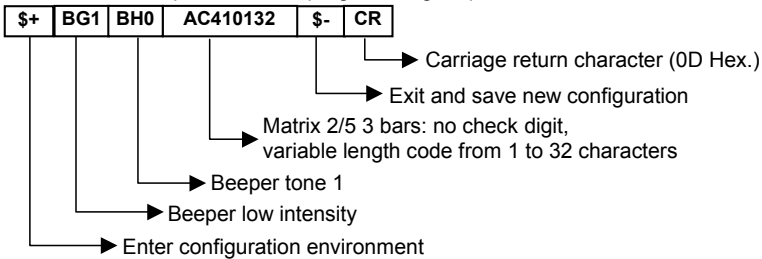 $+ BG1 BH0 AC410132 $- CR
Carriage return character (0D Hex.)
Exit and save new configuration
Matrix 2/5 3 bars: no check digit,
variable length code from 1 to 32 characters
Beeper tone 1
Beeper low intensity
Enter configuration environment